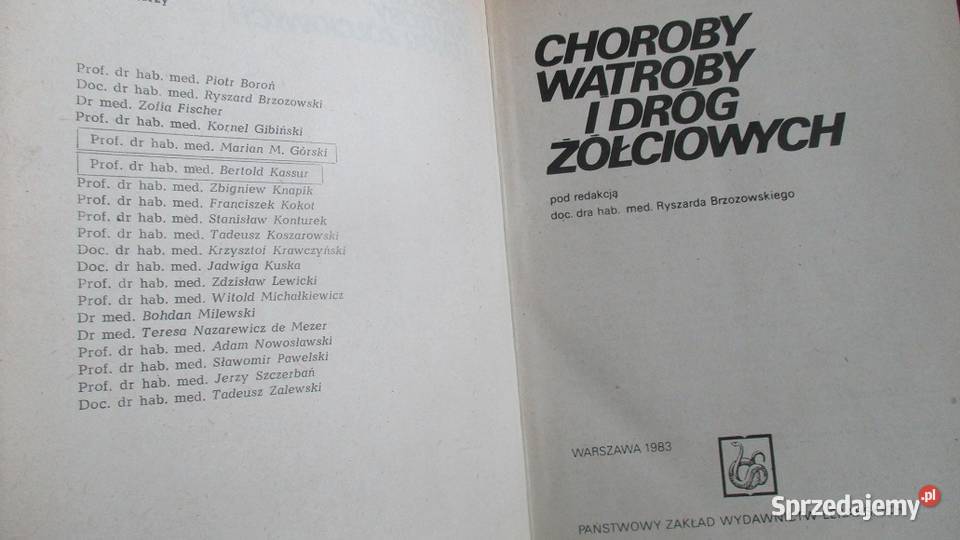 Prof. dr hab. med. Piotr Boroń
Doc. dr hab. med. Ryszard Brzozowski
Dr med. Zofia Fischer
Prof. dr hab. med. Kornel Gibiński
Prof. dr hab. med. Marian M. Górski
Prof. dr hab. med. Bertold Kassur
Prof. dr hab. med. Zbigniew Knapik
Prof. dr hab. med. Franciszek Kokot
Prof. dr hab. med. Stanisław Konturek
Prof. dr hab. med. Tadeusz Koszarowski
Doc. dr hab. med. Krzysztof Krawczyński
Doc. dr hab. med. Jadwiga Kuska
Prof. dr hab. med. Zdzisław Lewicki
Prof. dr hab. med. Witold Michałkiewicz
Dr med. Bohdan Milewski
Dr med. Teresa Nazarewicz de Mezer
Prof. dr hab. med. Adam Nowosławski
Prof. dr hab. med. Sławomir Pawelski
Prof. dr hab. med. Jerzy Szczerbań
Doc. dr hab. med. Tadeusz Zalewski
CHOROBY
WĄTROBY
I DRÓG
ŻÓŁCIOWYCH
pod redakcją
doc. dra hab. med. Ryszarda Brzozowskiego
WARSZAWA 1983
PAŃSTWOWY ZAKŁAD WYDAWNICTW
Sprzedajemy.pl